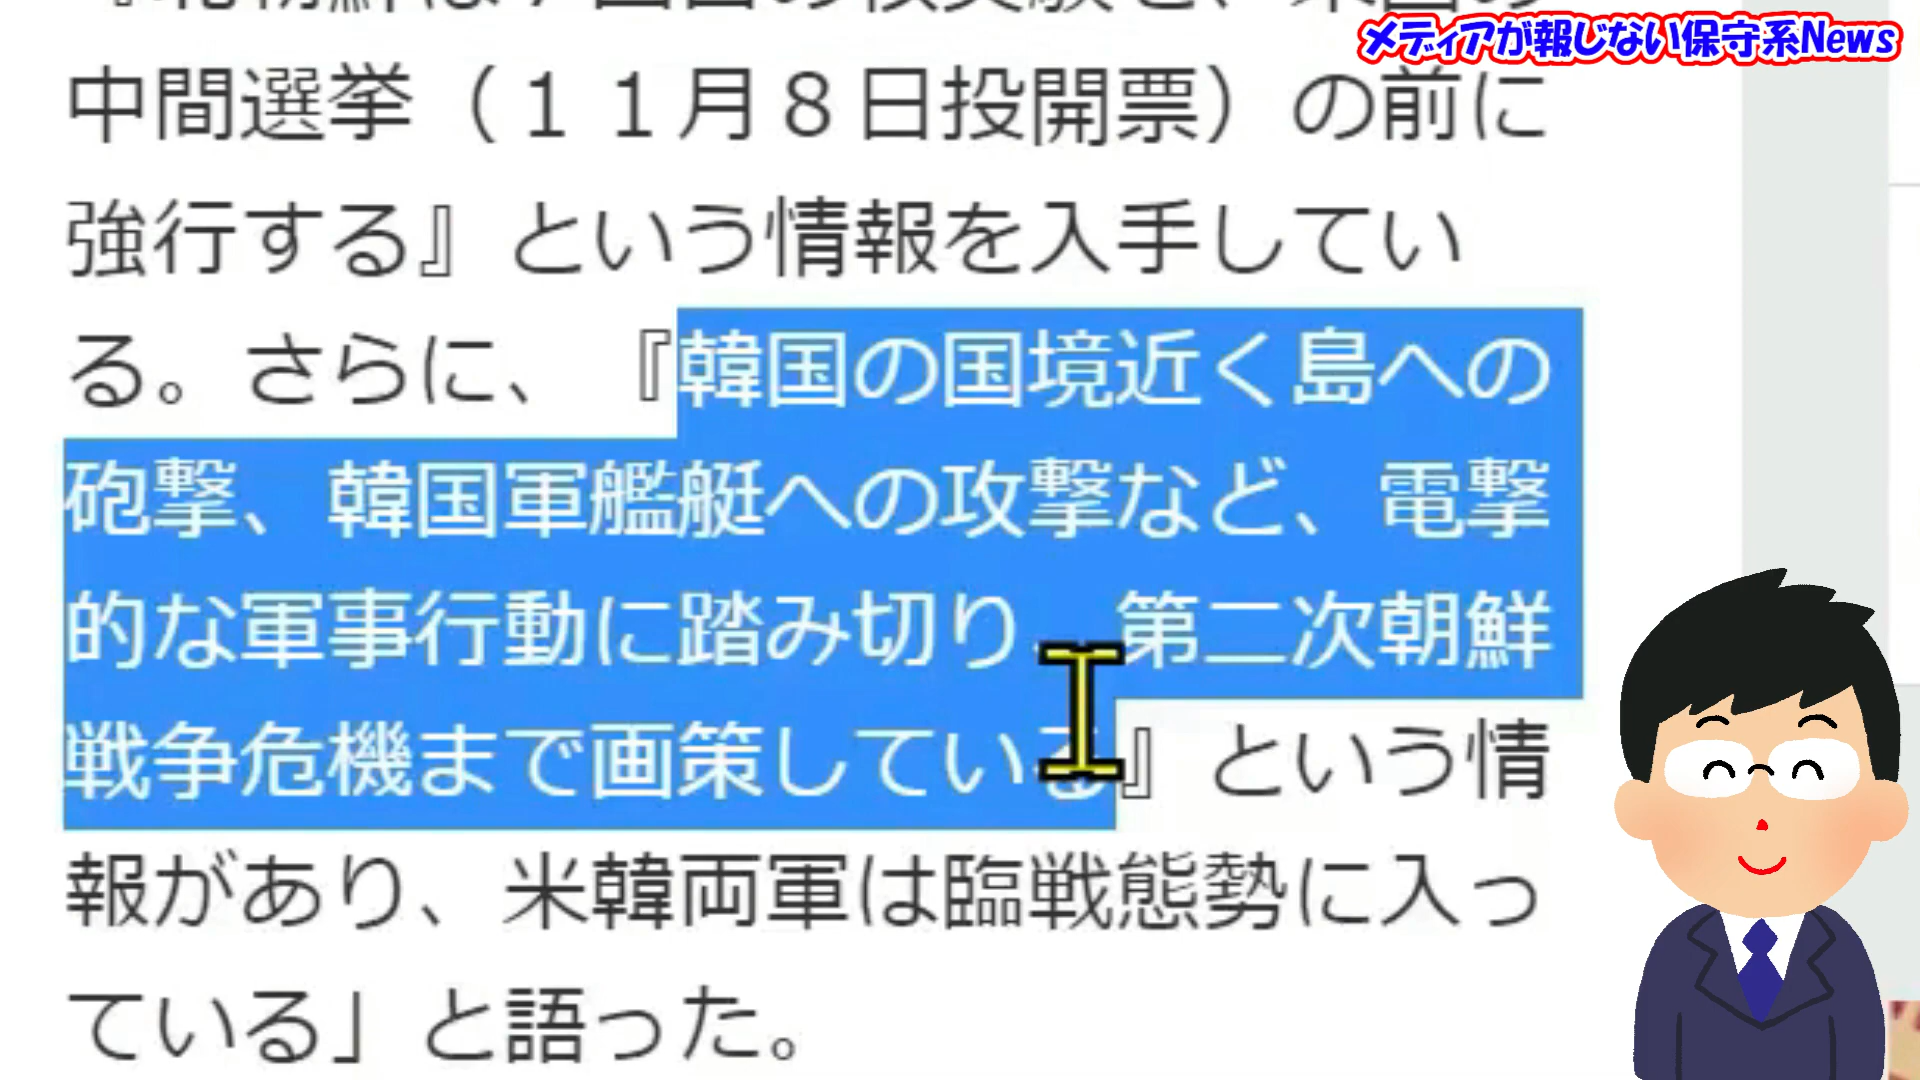 メディアが報じない保守系News
中間選挙（１１月８日投開票）の前に
強行する』という情報を入手してい
る。さらに、『韓国の国境近く島への
砲撃、韓国軍艦艇への攻撃など、電撃
的な軍事行動に踏み切り、第二次朝鮮
戦争危機まで画策している』という情
報があり、米韓両軍は臨戦態勢に入っ
ている」と語った。